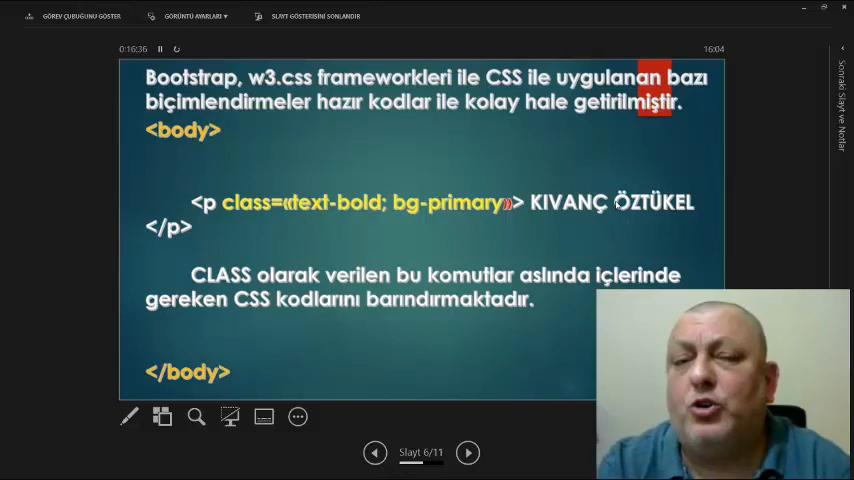 GÖREV ÇUBUĞUNU GÖSTER
GÖRÜNTÜ AYARLARI ▾
SLAYT GÖSTERİSİNİ SONLANDIR
0:16:36
16:04
Bootstrap, w3.css frameworkleri ile CSS ile uygulanan bazı
biçimlendirmeler hazır kodlar ile kolay hale getirilmiştir.
<body>
<p class=«text-bold; bg-primary»> KIVANÇ ÖZTÜKEL
</p>
CLASS olarak verilen bu komutlar aslında içlerinde
gereken CSS kodlarını barındırmaktadır.
</body>
Slayt 6/11
Sonraki Slayt ve Notlar